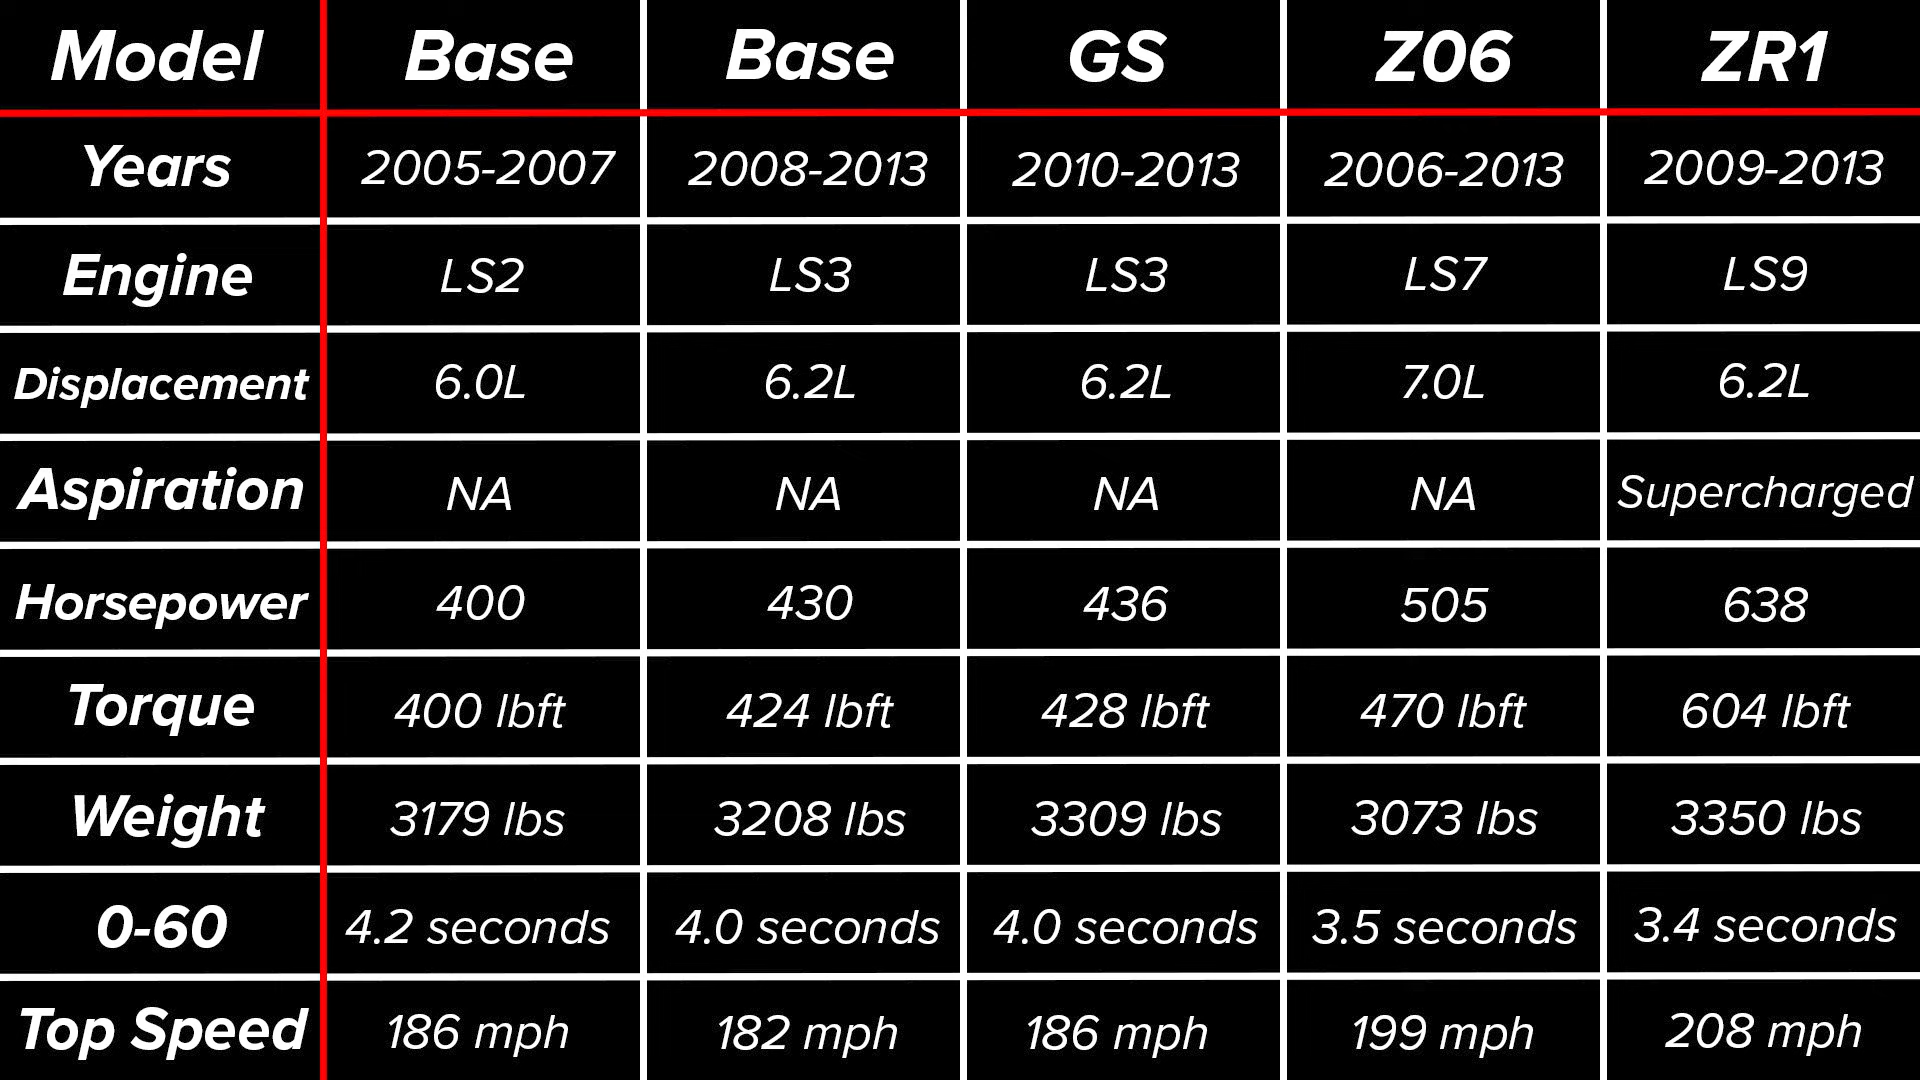 Model Base Base GS Z06 ZR1
Years 2005-2007 2008-2013 2010-2013 2006-2013 2009-2013
Engine LS2 LS3 LS3 LS7 LS9
Displacement 6.0L 6.2L 6.2L 7.0L 6.2L
Aspiration NA NA NA NA Supercharged
Horsepower 400 430 436 505 638
Torque 400 lbft 424 lbft 428 lbft 470 lbft 604 lbft
Weight 3179 lbs 3208 lbs 3309 lbs 3073 lbs 3350 lbs
0-60 4.2 seconds 4.0 seconds 4.0 seconds 3.5 seconds 3.4 seconds
Top Speed 186 mph 182 mph 186 mph 199 mph 208 mph